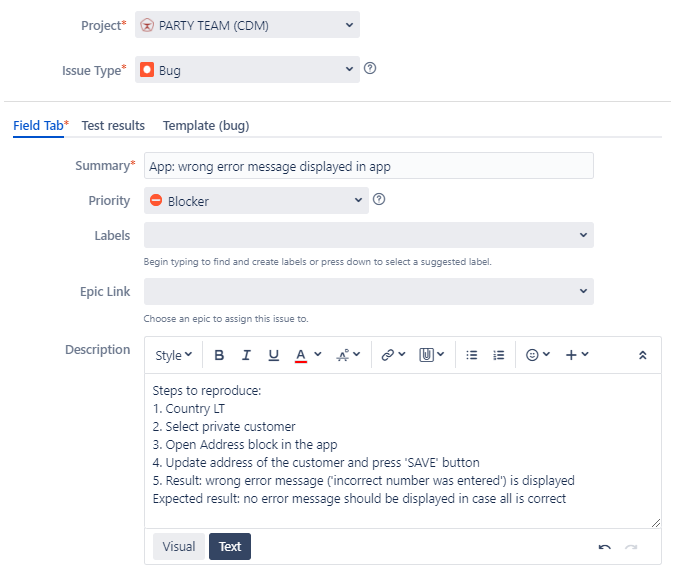 Project*
PARTY TEAM (CDM)
Issue Type*
Bug
Field Tab* Test results Template (bug)
Summary*
App: wrong error message displayed in app
Priority
Blocker
Labels
Begin typing to find and create labels or press down to select a suggested label.
Epic Link
Choose an epic to assign this issue to.
Description
Style B I U A
Steps to reproduce:
1. Country LT
2. Select private customer
3. Open Address block in the app
4. Update address of the customer and press 'SAVE' button
5. Result: wrong error message ('incorrect number was entered') is displayed
Expected result: no error message should be displayed in case all is correct
Visual Text